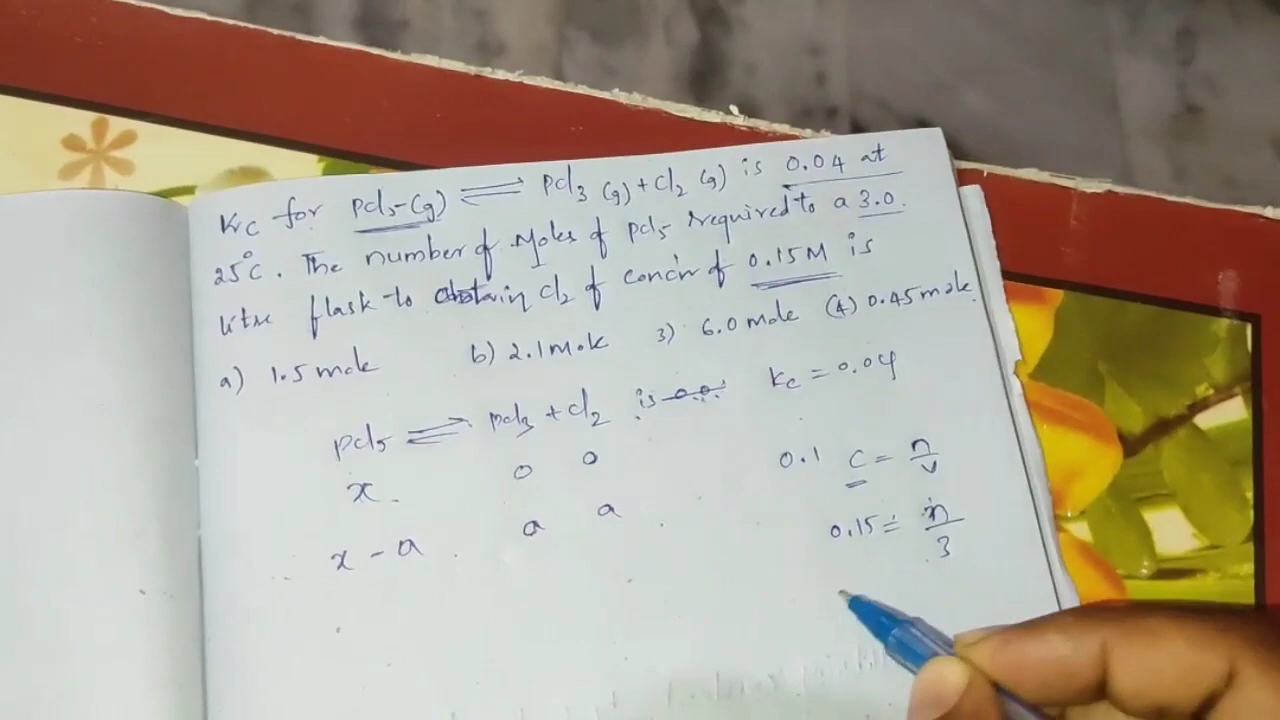 Kc for pcl5-(g) ⇌ pcl3 (g) + Cl2 (g) is 0.04 at
25°C. The number of Moles of pcl5 required to a 3.0.
litre flask to obtain Cl2 of concn of 0.15M is
a) 1.5 mole b) 2.1 Mole 3) 6.0 mole (4) 0.45 mole.
pcl5 ⇌ pcl3 + Cl2 is 0.0 Kc = 0.04
x. 0 0 0.1 C = n/v
x - a a a 0.15 = n/3